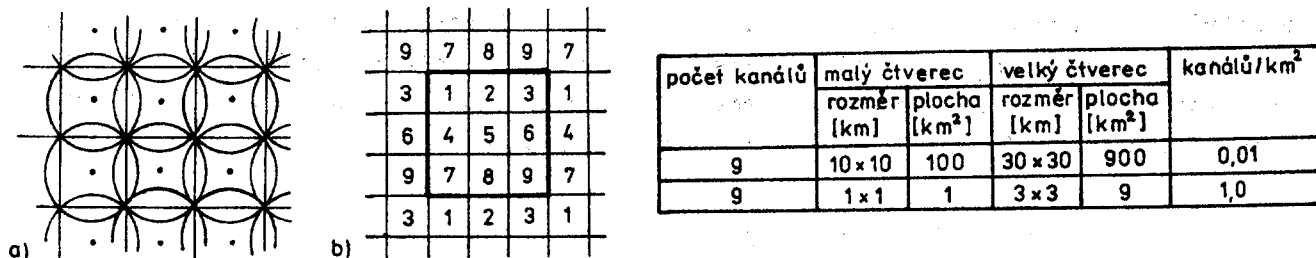 a)
b)
9 7 8 9 7
3 1 2 3 1
6 4 5 6 4
9 7 8 9 7
3 1 2 3 1
počet kanálů malý čtverec velký čtverec kanálů/km²
rozměr [km] plocha [km²] rozměr [km] plocha [km²]
9 10×10 100 30×30 900 0,01
9 1×1 1 3×3 9 1,0